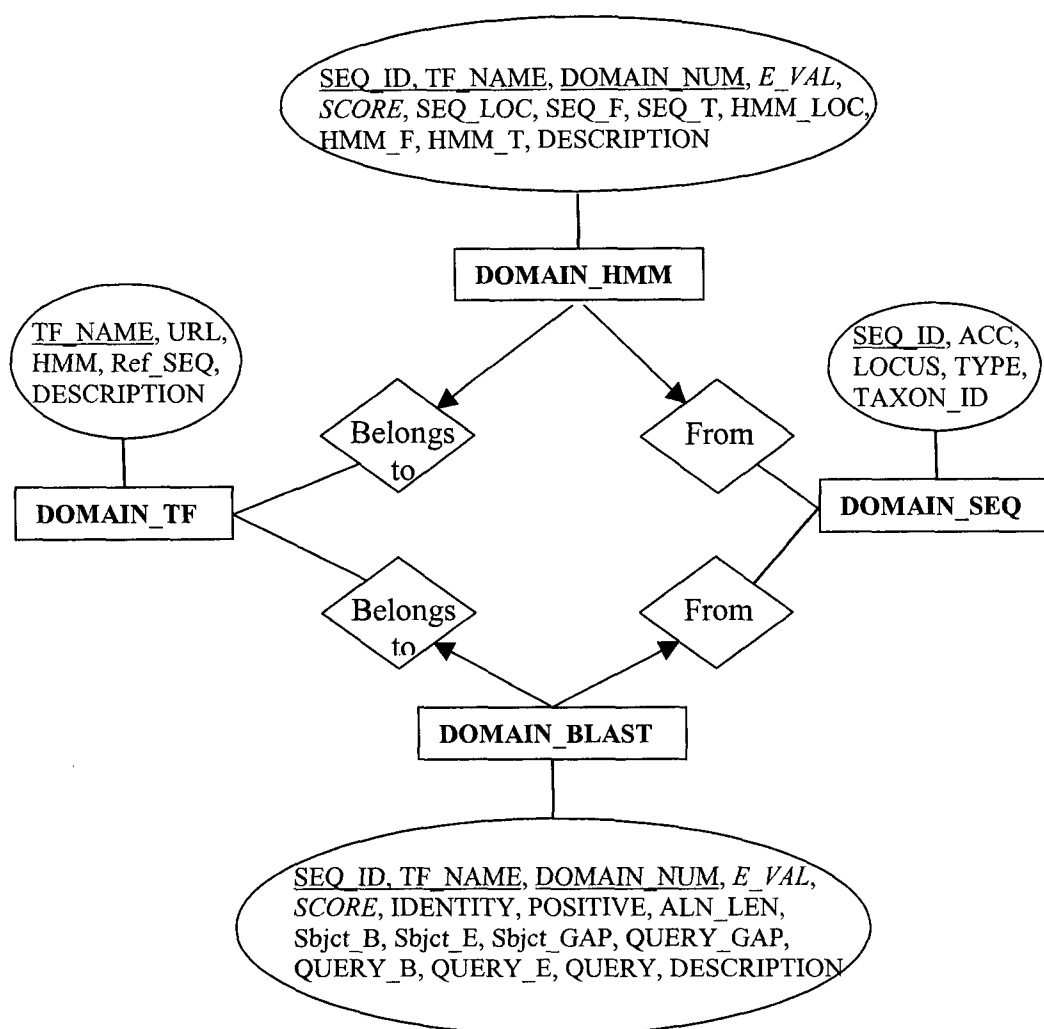 SEQ_ID, TF_NAME, DOMAIN_NUM, E_VAL,
SCORE, SEQ_LOC, SEQ_F, SEQ_T, HMM_LOC,
HMM_F, HMM_T, DESCRIPTION
DOMAIN_HMM
TF_NAME, URL,
HMM, Ref_SEQ,
DESCRIPTION
SEQ_ID, ACC,
LOCUS, TYPE,
TAXON_ID
Belongs
to
From
DOMAIN_TF
DOMAIN_SEQ
Belongs
to
From
DOMAIN_BLAST
SEQ_ID, TF_NAME, DOMAIN_NUM, E_VAL,
SCORE, IDENTITY, POSITIVE, ALN_LEN,
Sbjct_B, Sbjct_E, Sbjct_GAP, QUERY_GAP,
QUERY_B, QUERY_E, QUERY, DESCRIPTION